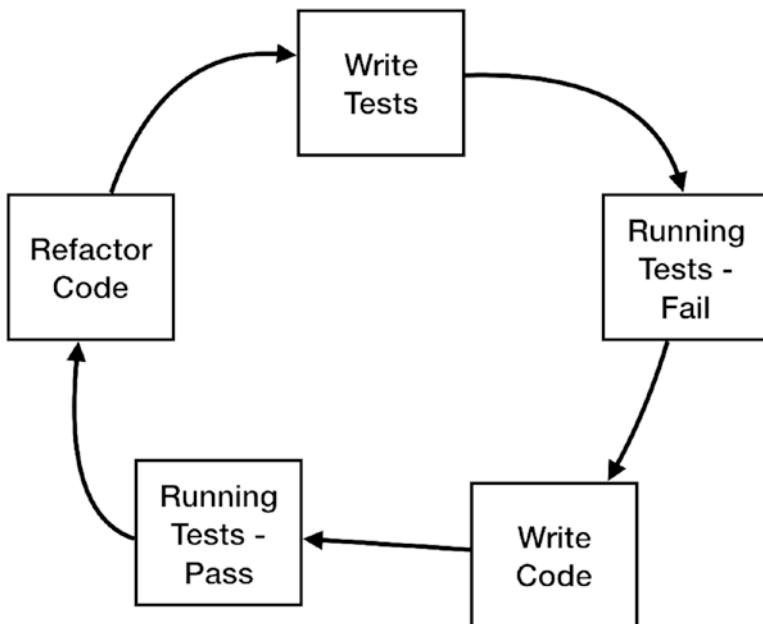 Write
Tests
Running
Tests -
Fail
Write
Code
Running
Tests -
Pass
Refactor
Code